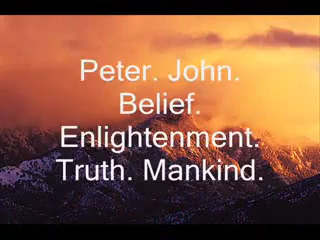 Peter. John.
Belief.
Enlightenment.
Truth. Mankind.